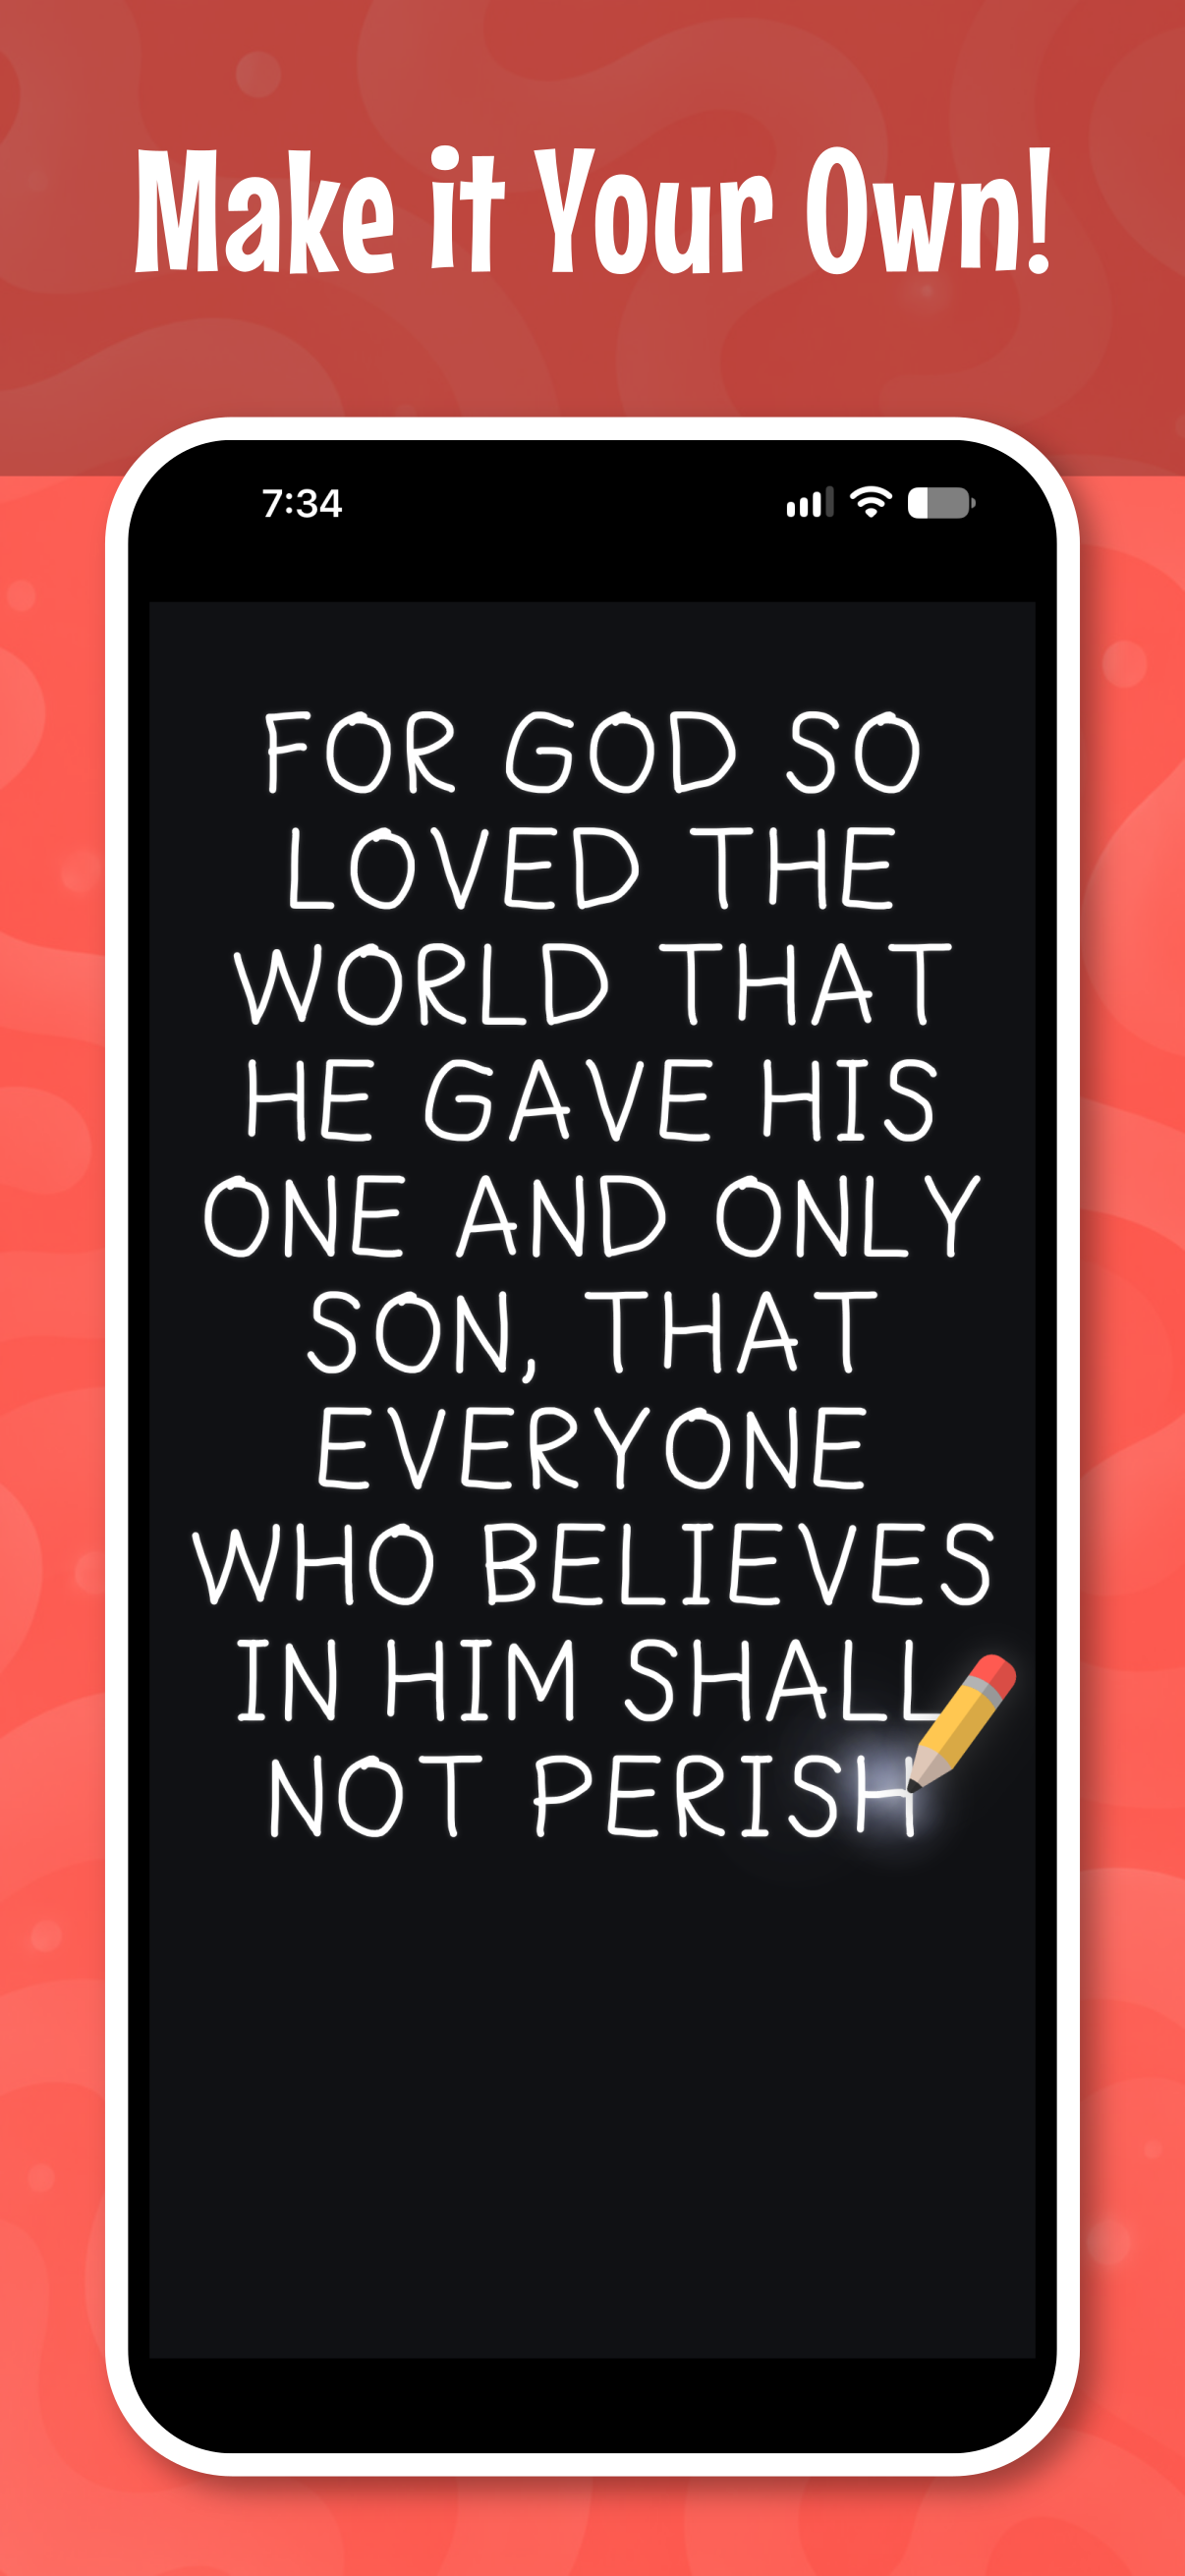 Make it Your Own!
7:34
FOR GOD SO
LOVED THE
WORLD THAT
HE GAVE HIS
ONE AND ONLY
SON, THAT
EVERYONE
WHO BELIEVES
IN HIM SHALL
NOT PERISH